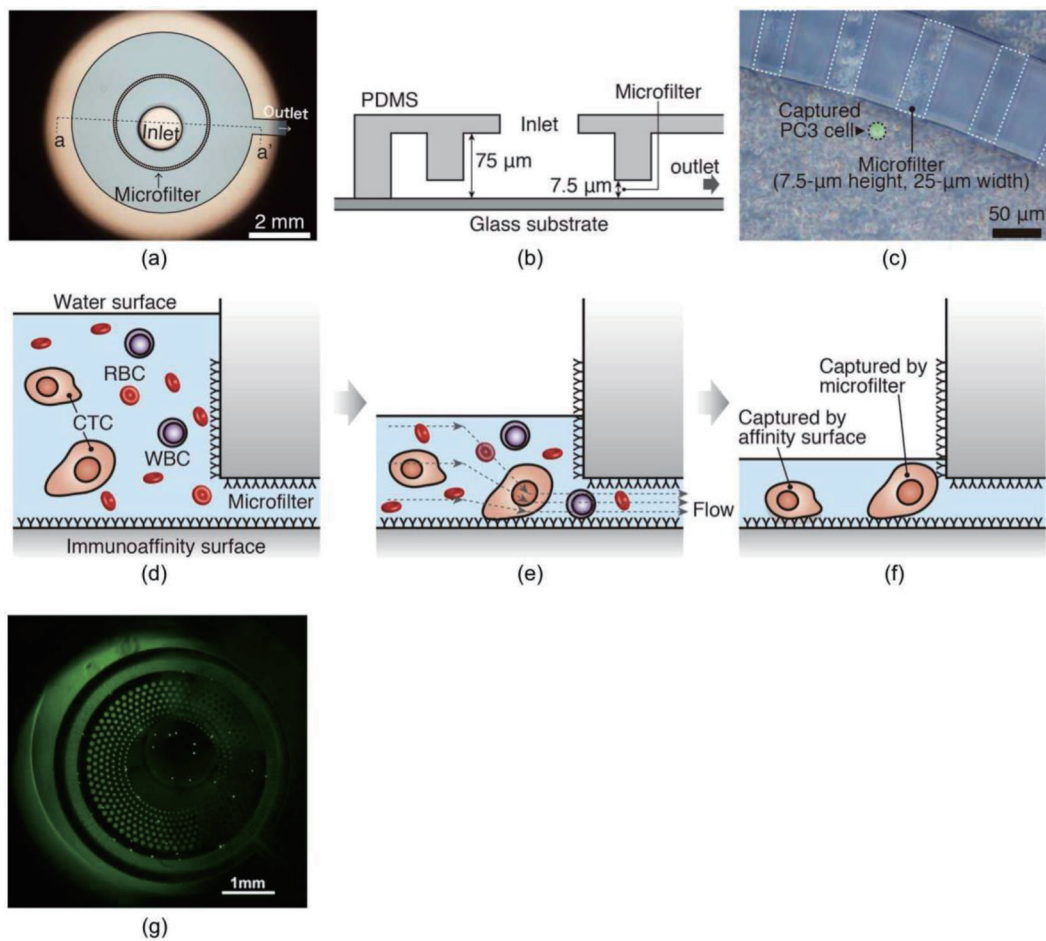 Outlet
Inlet
a
a'
Microfilter
2 mm
(a)
PDMS
Inlet
Microfilter
75 µm
7.5 µm
outlet
Glass substrate
(b)
Captured
PC3 cell
Microfilter
(7.5-µm height, 25-µm width)
50 µm
(c)
Water surface
RBC
CTC
WBC
Microfilter
Immunoaffinity surface
(d)
Flow
(e)
Captured by
microfilter
Captured by
affinity surface
(f)
1mm
(g)